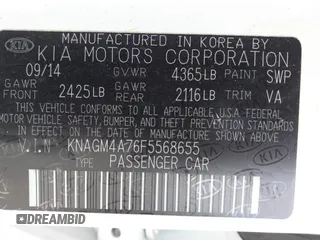 MANUFACTURED IN KOREA BY
KIA KIA MOTORS CORPORATION KIA
09/14 GVWR 4365LB PAINT SWP
GAWR FRONT 2425LB GAWR REAR 2116LB TRIM VA
THIS VEHICLE CONFORMS TO ALL APPLICABLE U.S.A. FEDERAL
MOTOR VEHICLE SAFETY, BUMPER, AND THEFT PREVENTION
STANDARDS IN EFFECT ON THE DATE OF MANUFACTURE SHOWN ABOVE.
V.I.N KNAGM4A76F5568655
PASSENGER CAR
DREAMBID